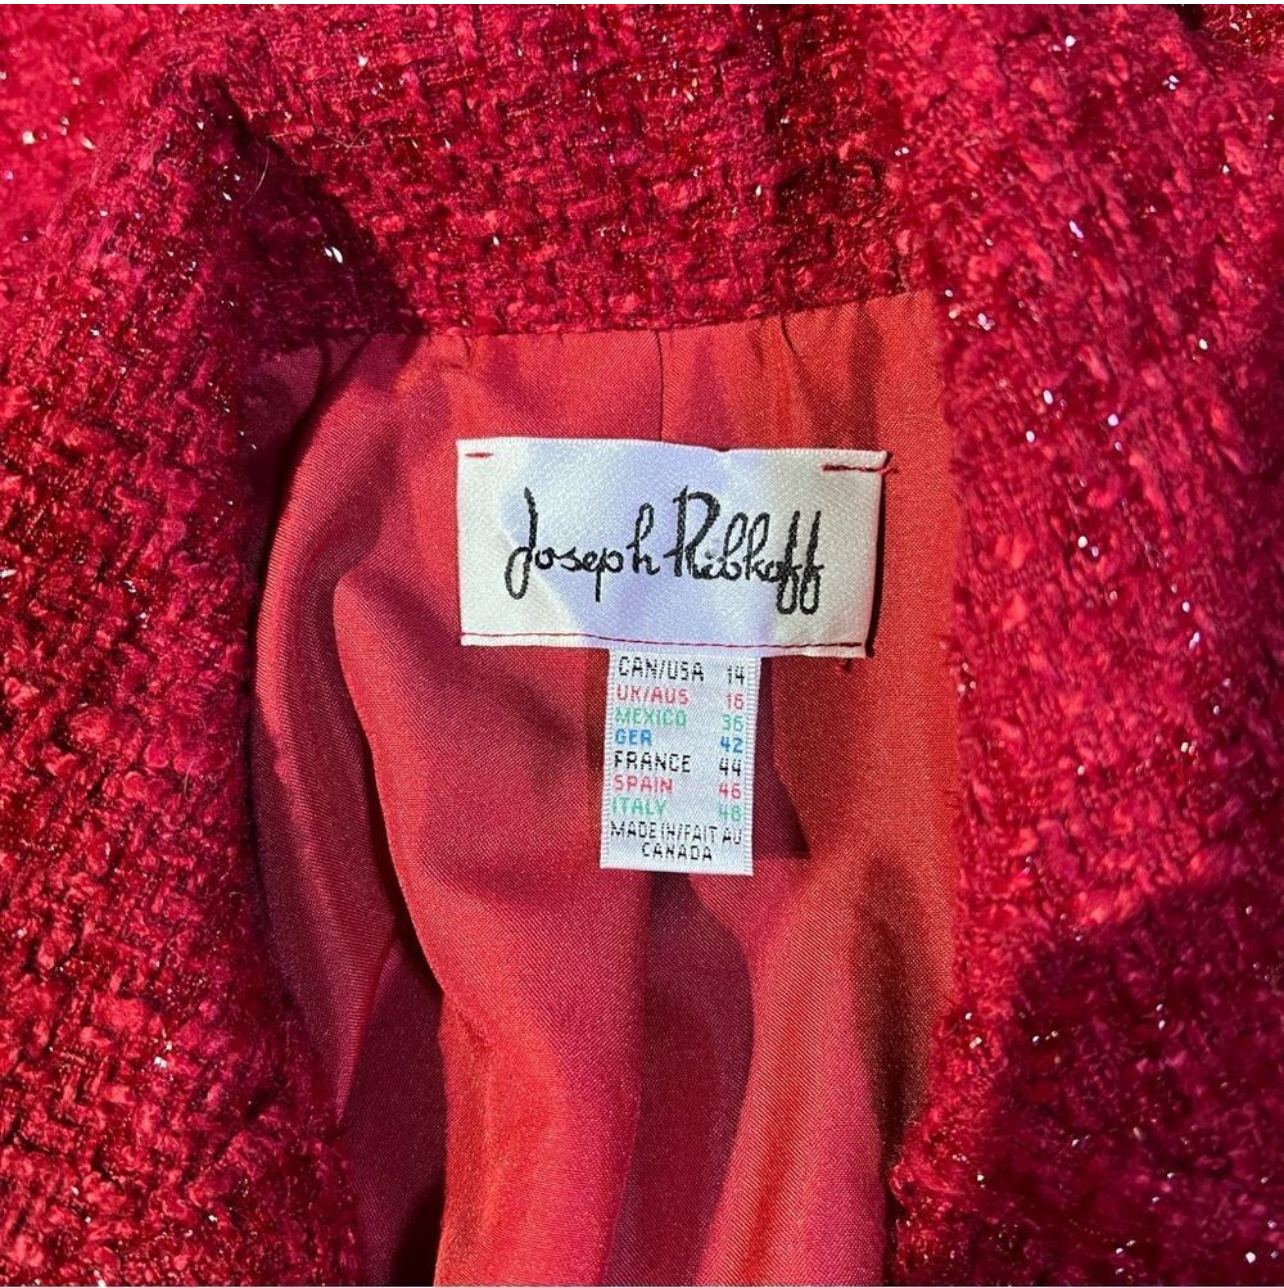 Joseph Ribkoff
CAN/USA 14
UK/AUS 16
MEXICO 36
GER 42
FRANCE 44
SPAIN 46
ITALY 48
MADE IN/FAIT AU
CANADA